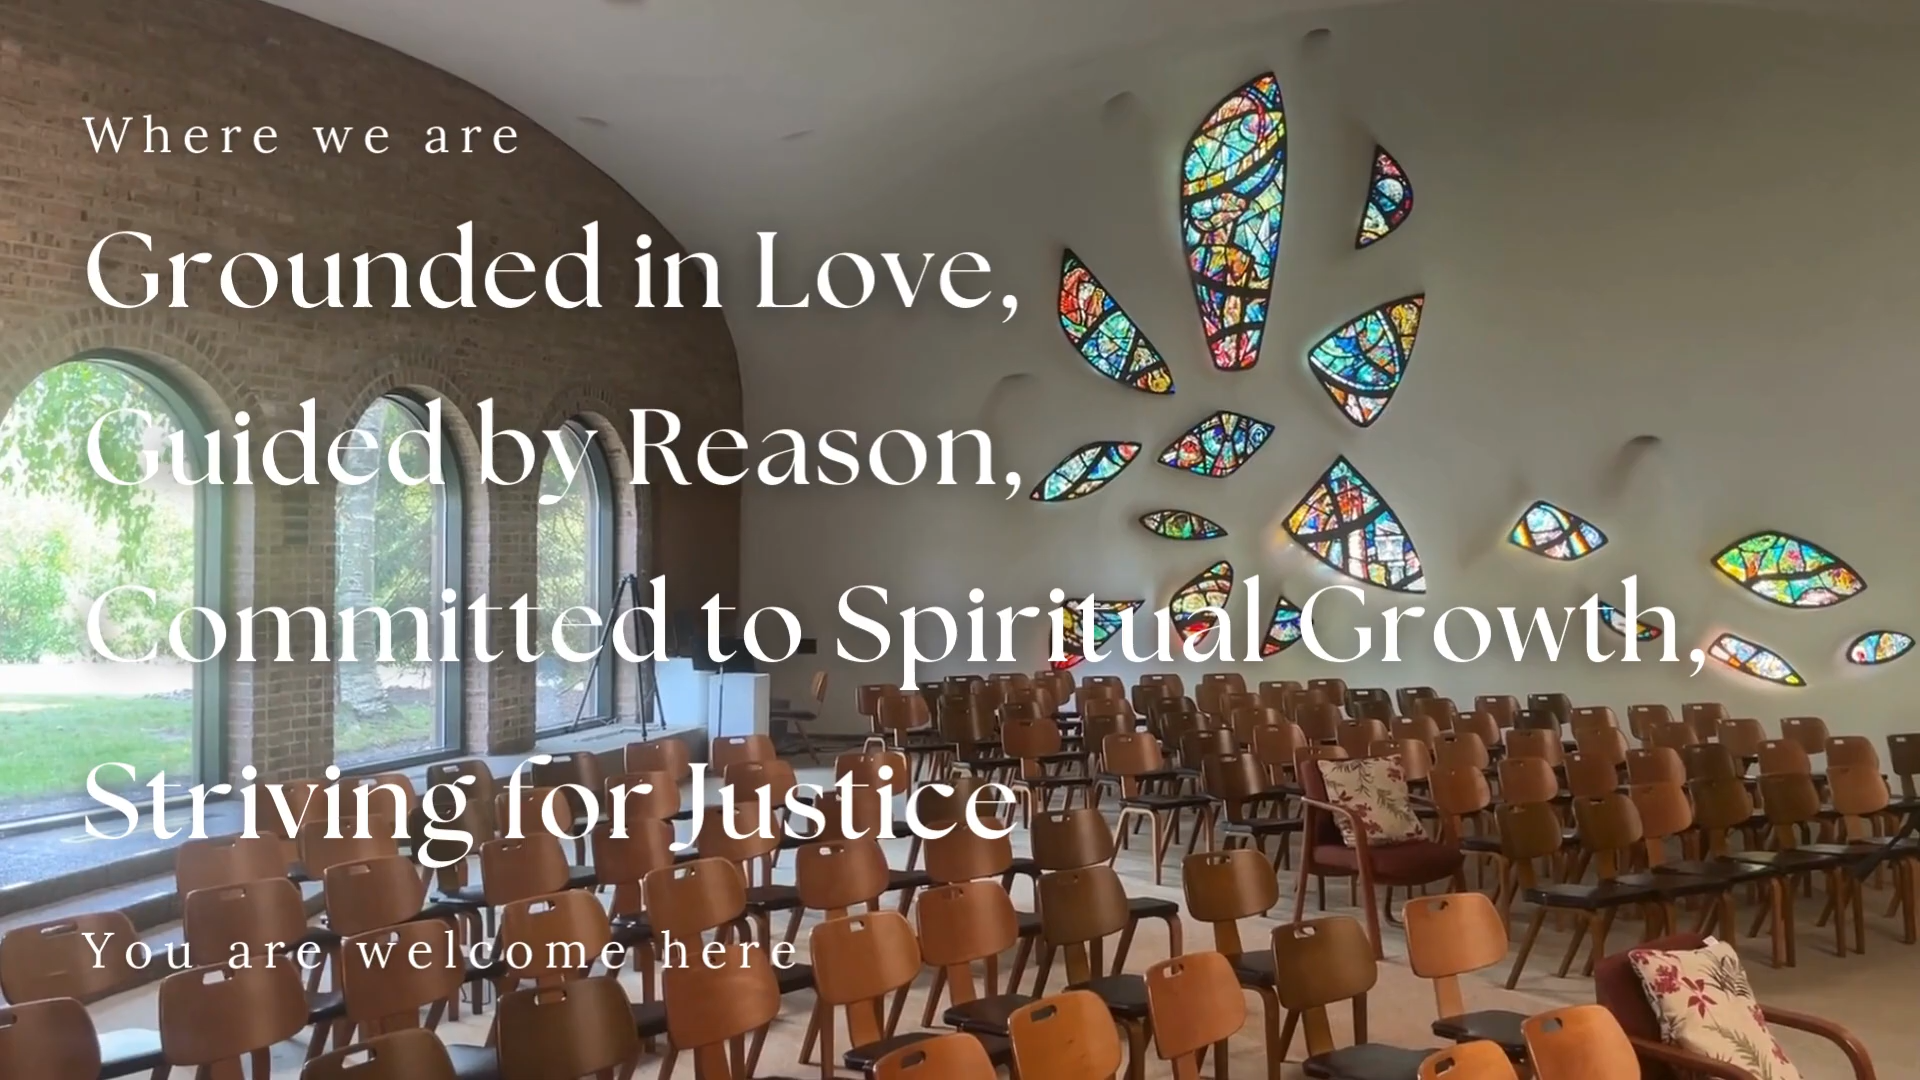 Where we are
Grounded in Love,
Guided by Reason,
Committed to Spiritual Growth,
Striving for Justice
You are welcome here